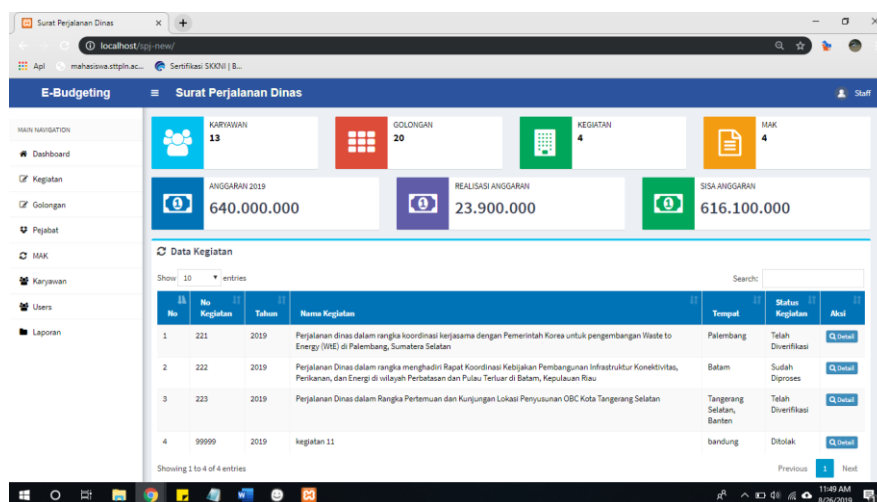 Surat Perjalanan Dinas
localhost/spj-new/
Apl
mahasiswa.sttpln.ac...
Sertifikasi SKKNI | B...
E-Budgeting
Surat Perjalanan Dinas
Staff
MAIN NAVIGATION
Dashboard
Kegiatan
Golongan
Pejabat
MAK
Karyawan
Users
Laporan
KARYAWAN
13
GOLONGAN
20
KEGIATAN
4
MAK
4
ANGGARAN 2019
640.000.000
REALISASI ANGGARAN
23.900.000
SISA ANGGARAN
616.100.000
Data Kegiatan
Show 10 entries
Search:
No
No Kegiatan
Tahun
Nama Kegiatan
Tempat
Status Kegiatan
Aksi
1 221 2019 Perjalanan dinas dalam rangka koordinasi kerjasama dengan Pemerintah Korea untuk pengembangan Waste to Palembang Telah Detail
Energy (WtE) di Palembang, Sumatera Selatan Diverifikasi
2 222 2019 Perjalanan Dinas dalam rangka menghadiri Rapat Koordinasi Kebijakan Pembangunan Infrastruktur Konektivitas, Batam Sudah Detail
Perikanan, dan Energi di wilayah Perbatasan dan Pulau Terluar di Batam, Kepulauan Riau Diproses
3 223 2019 Perjalanan Dinas dalam Rangka Pertemuan dan Kunjungan Lokasi Penyusunan OBC Kota Tangerang Selatan Tangerang Telah Detail
Selatan, Diverifikasi
Banten
4 99999 2019 kegiatan 11 bandung Ditolak Detail
Showing 1 to 4 of 4 entries
Previous 1 Next
11:49 AM
8/26/2019